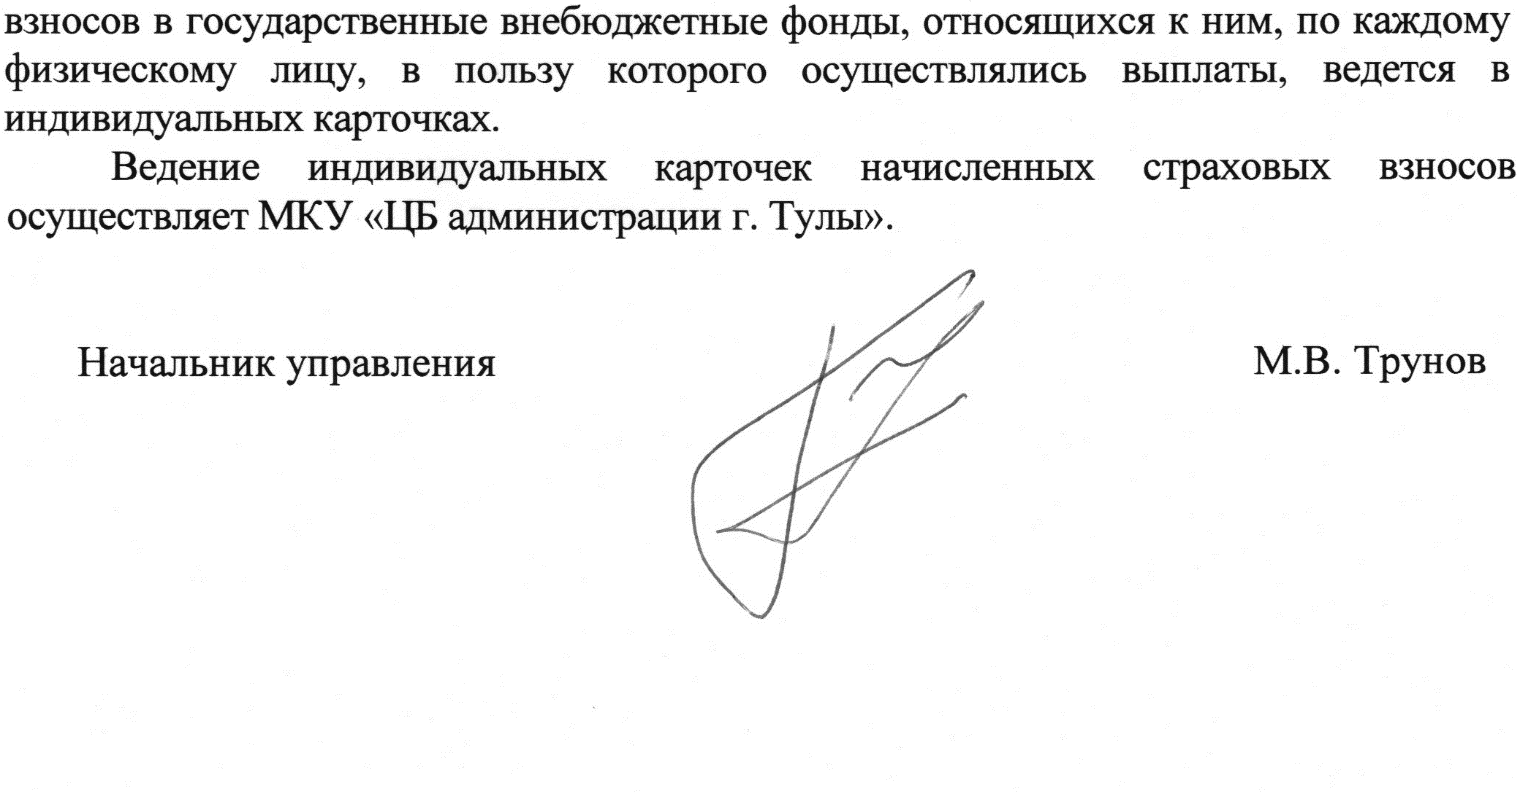 взносов в государственные внебюджетные фонды, относящихся к ним, по каждому
физическому лицу, в пользу которого осуществлялись выплаты, ведется в
индивидуальных карточках.
Ведение индивидуальных карточек начисленных страховых взносов
осуществляет МКУ «ЦБ администрации г. Тулы».
Начальник управления М.В. Трунов